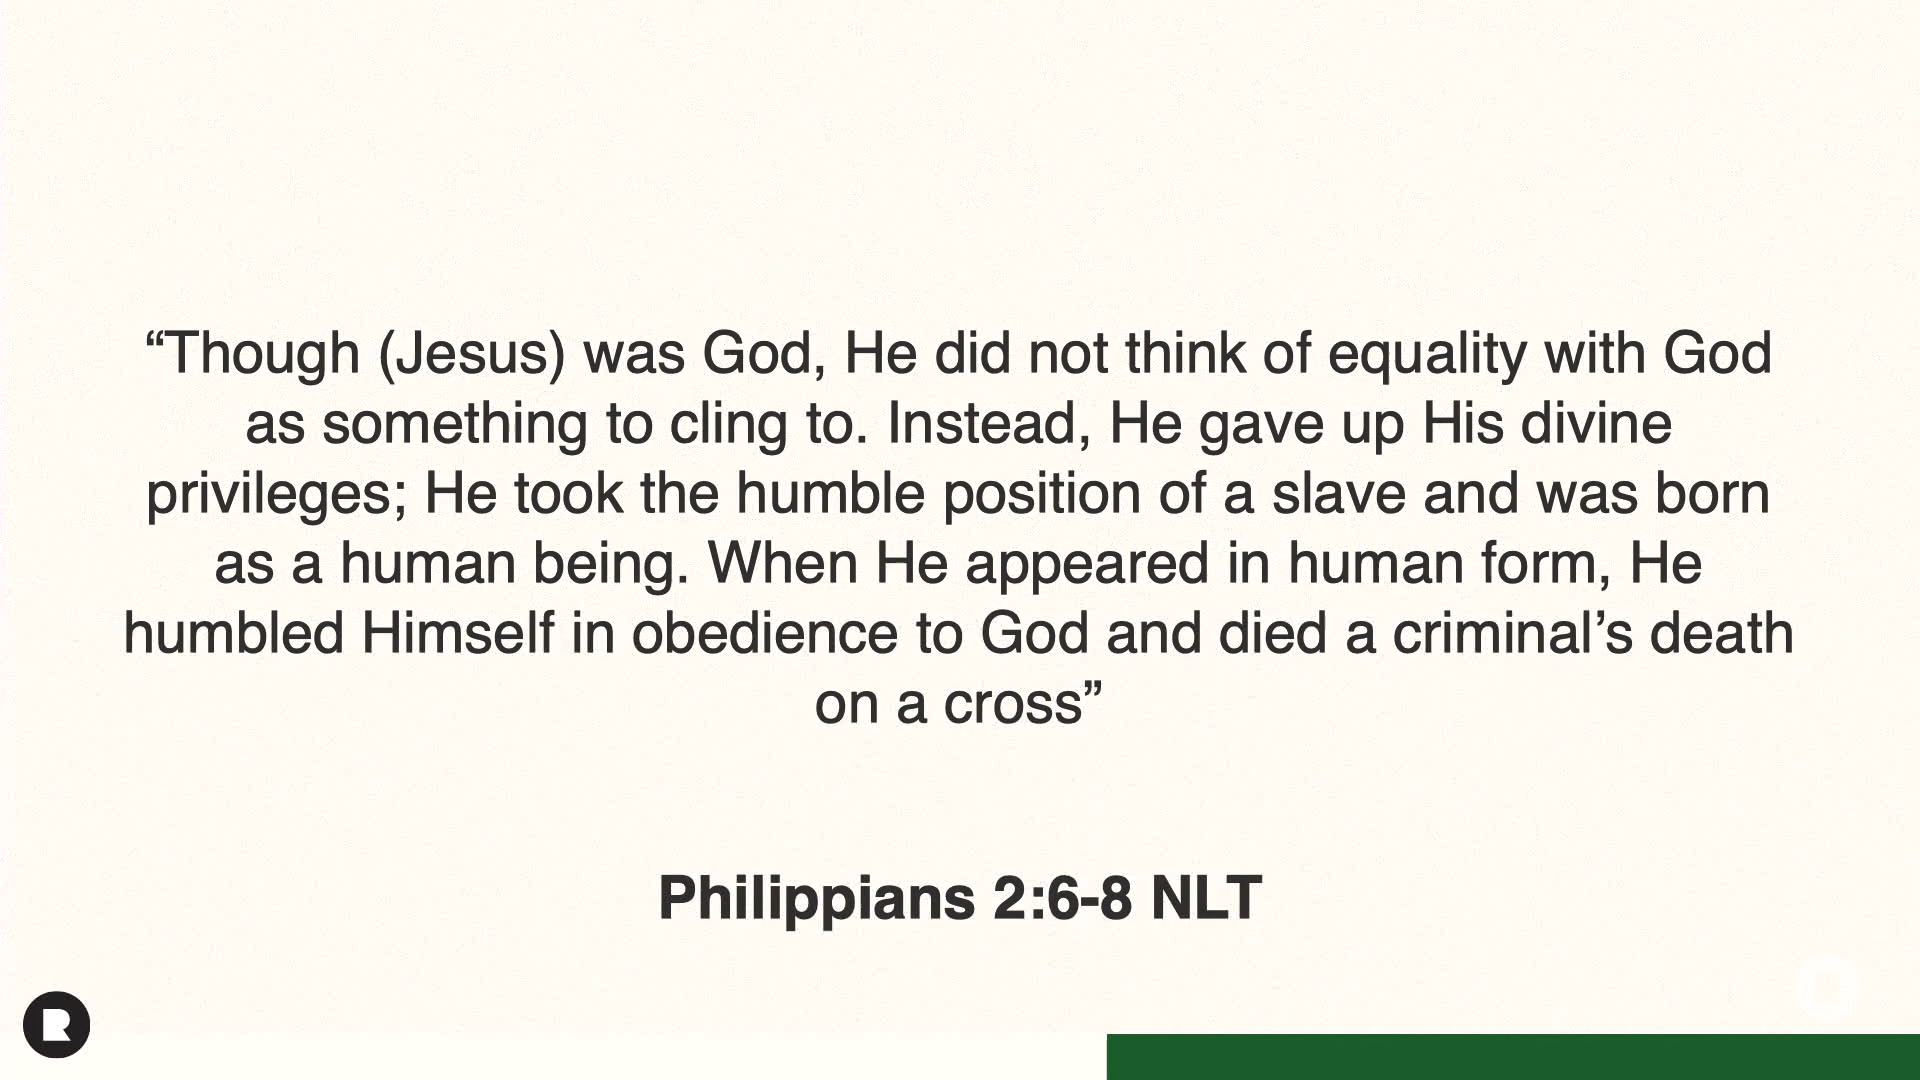 “Though (Jesus) was God, He did not think of equality with God
as something to cling to. Instead, He gave up His divine
privileges; He took the humble position of a slave and was born
as a human being. When He appeared in human form, He
humbled Himself in obedience to God and died a criminal’s death
on a cross”
Philippians 2:6-8 NLT
R